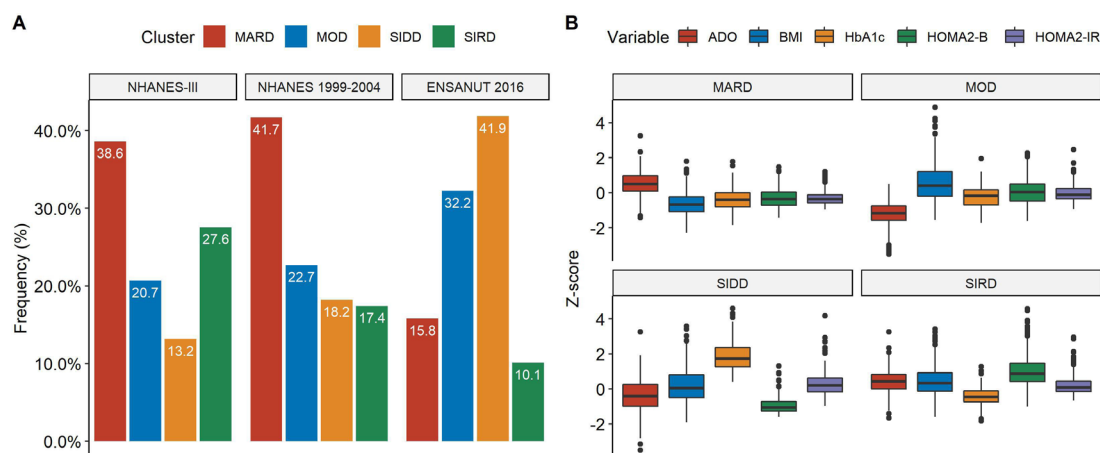 A
Cluster MARD MOD SIDD SIRD
NHANES-III NHANES 1999-2004 ENSANUT 2016
Frequency (%)
40.0%
30.0%
20.0%
10.0%
0.0%
38.6
20.7
13.2
27.6
41.7
22.7
18.2
17.4
15.8
32.2
41.9
10.1
B
Variable ADO BMI HbA1c HOMA2-B HOMA2-IR
MARD MOD
Z-score
4
2
0
-2
SIDD SIRD
4
2
0
-2